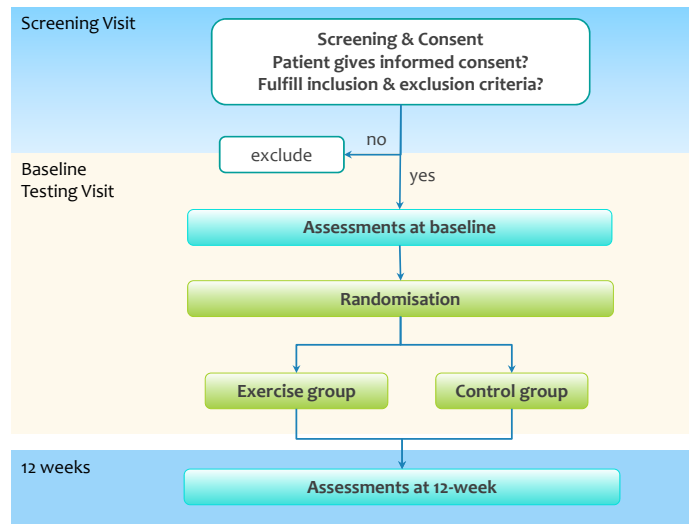 Screening Visit
Screening & Consent
Patient gives informed consent?
Fulfill inclusion & exclusion criteria?
no
exclude
Baseline
Testing Visit
yes
Assessments at baseline
Randomisation
Exercise group
Control group
12 weeks
Assessments at 12-week